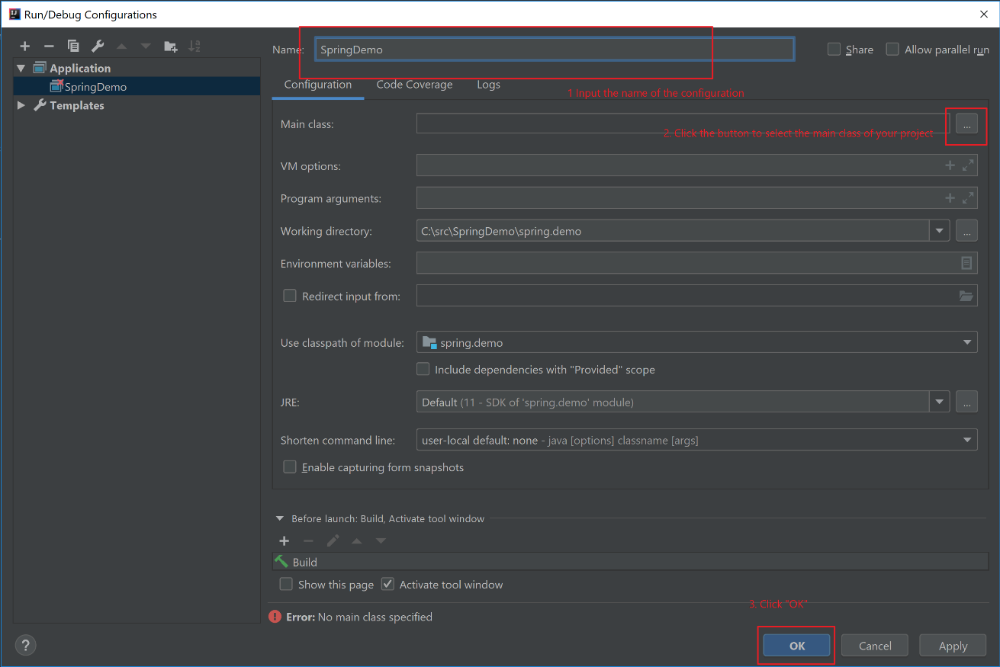 Run/Debug Configurations
Name: SpringDemo
Share
Allow parallel run
Application
SpringDemo
Templates
Configuration
Code Coverage
Logs
1 Input the name of the configuration
Main class:
...
2. Click the button to select the main class of your project
VM options:
Program arguments:
Working directory: C:\src\SpringDemo\spring.demo
...
Environment variables:
Redirect input from:
Use classpath of module: spring.demo
Include dependencies with "Provided" scope
JRE: Default (11 - SDK of 'spring.demo' module)
...
Shorten command line: user-local default: none - java [options] classname [args]
Enable capturing form snapshots
Before launch: Build, Activate tool window
Build
Show this page
Activate tool window
3. Click "OK"
Error: No main class specified
?
OK
Cancel
Apply